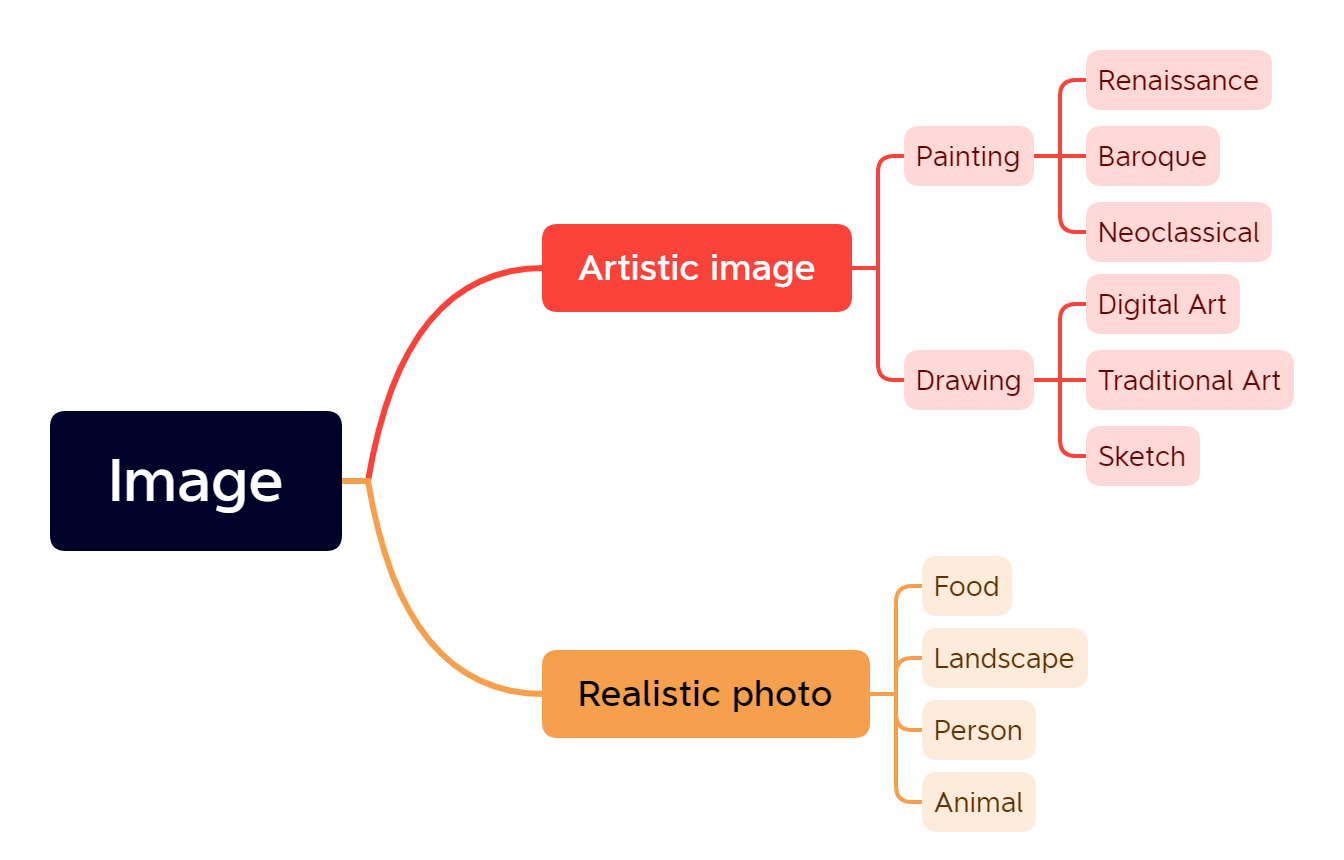 Image
Artistic image
Painting
Renaissance
Baroque
Neoclassical
Drawing
Digital Art
Traditional Art
Sketch
Realistic photo
Food
Landscape
Person
Animal